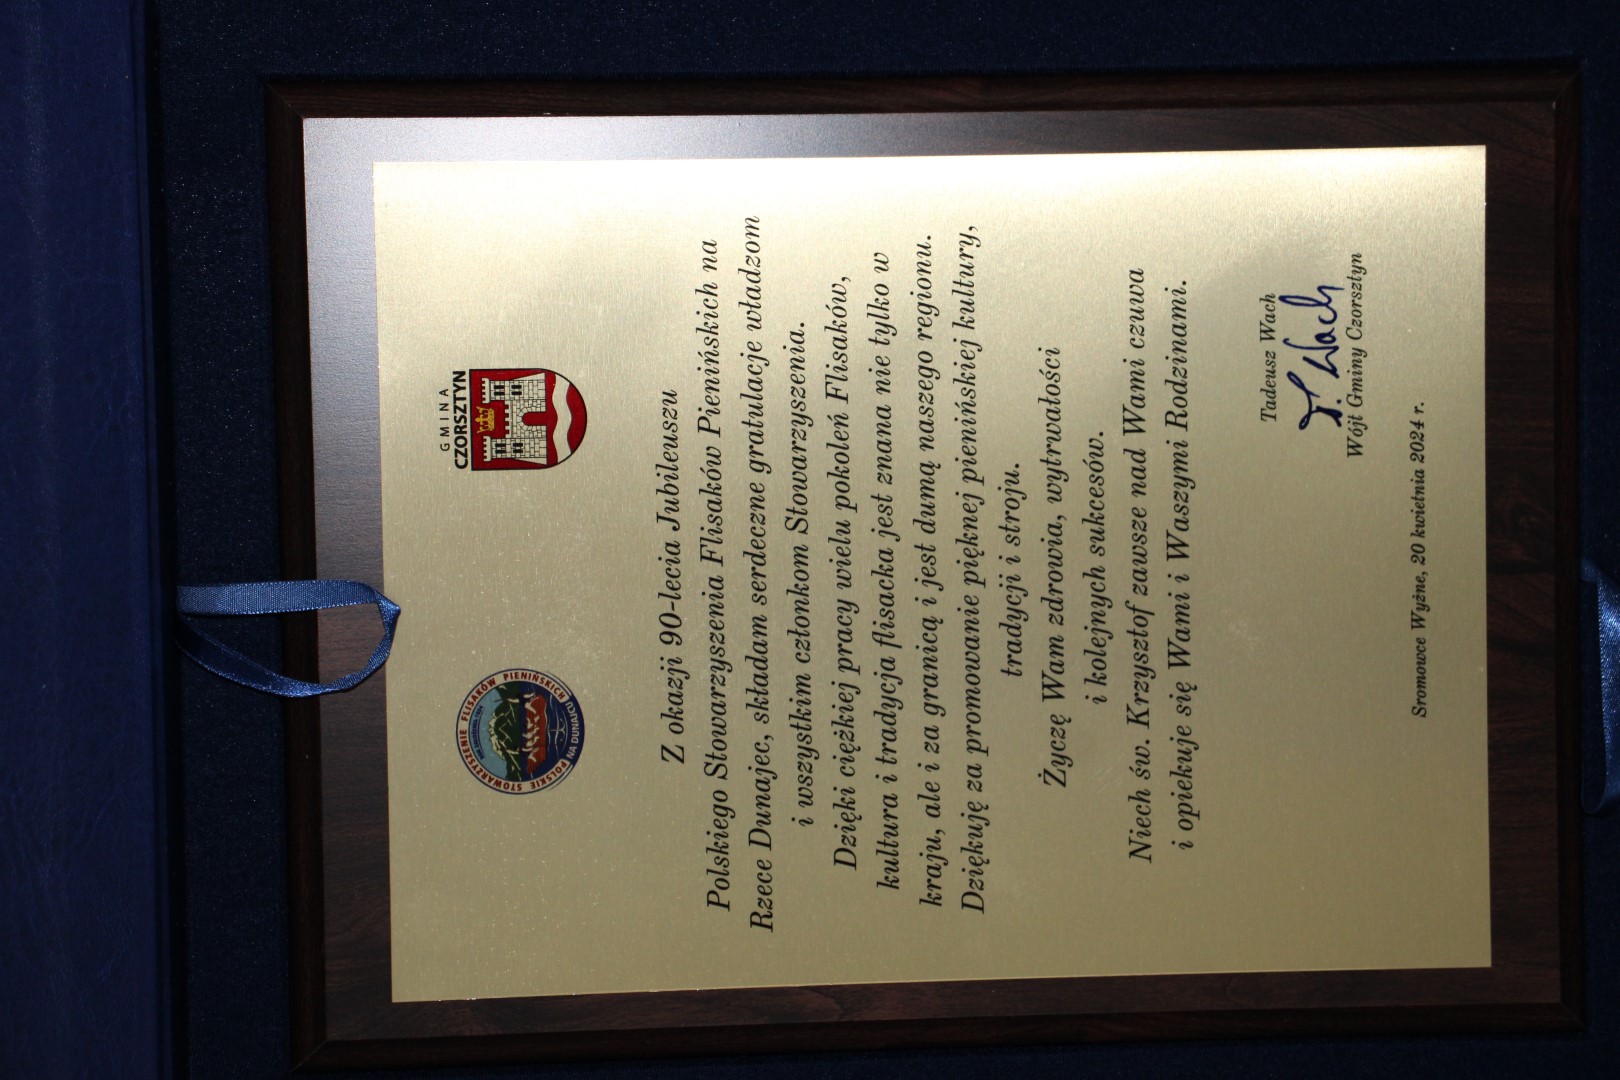 POLSKIE STOWARZYSZENIE FLISAKÓW PIENIŃSKICH
NA DUNAJCU
GMINA
CZORSZTYN
Z okazji 90-lecia Jubileuszu
Polskiego Stowarzyszenia Flisaków Pienińskich na
Rzece Dunajec, składam serdeczne gratulacje władzom
i wszystkim członkom Stowarzyszenia.
Dzięki ciężkiej pracy wielu pokoleń Flisaków,
kultura i tradycja flisacka jest znana nie tylko w
kraju, ale i za granicą i jest dumą naszego regionu.
Dziękuję za promowanie pięknej pienińskiej kultury,
tradycji i stroju.
Życzę Wam zdrowia, wytrwałości
i kolejnych sukcesów.
Niech św. Krzysztof zawsze nad Wami czuwa
i opiekuje się Wami i Waszymi Rodzinami.
Tadeusz Wach
T. Wach
Wójt Gminy Czorsztyn
Sromowce Wyżne, 20 kwietnia 2024 r.